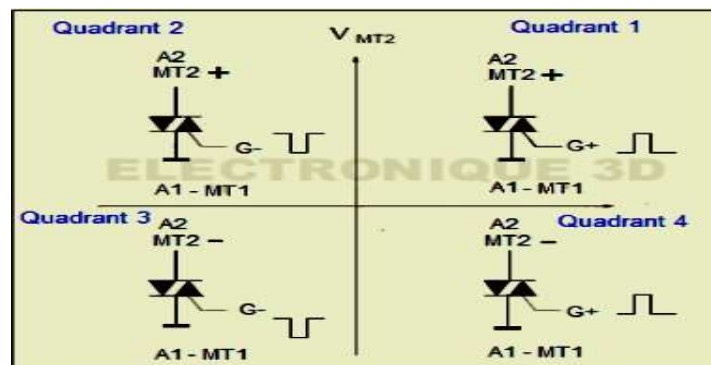 Quadrant 2
V MT2
Quadrant 1
A2
MT2 +
G-
A1 - MT1
A2
MT2 +
G+
A1 - MT1
ELECTRONIQUE 3D
Quadrant 3
A2
MT2 -
G-
A1 - MT1
Quadrant 4
A2
MT2 -
G+
A1 - MT1